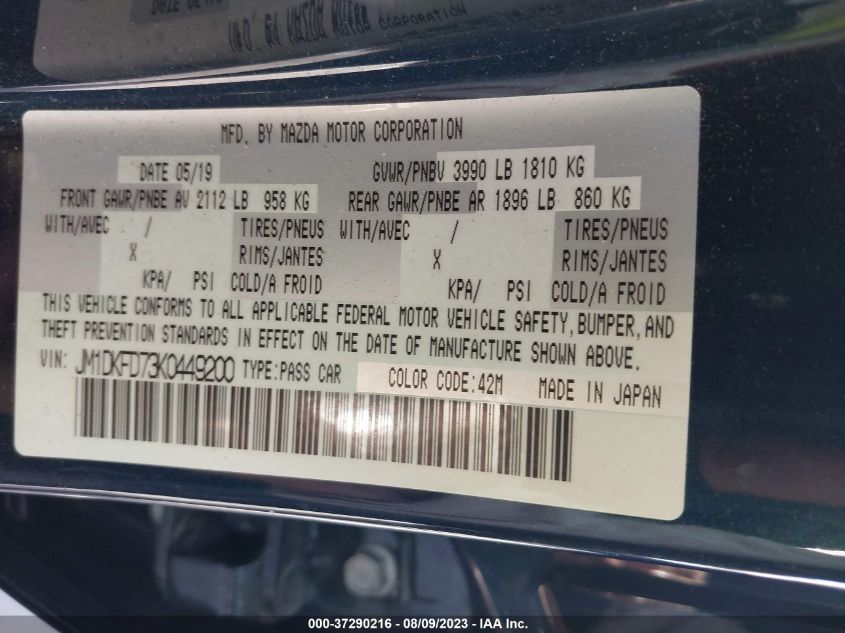 MFD. BY MAZDA MOTOR CORPORATION
DATE 05/19 GVWR/PNBV 3990 LB 1810 KG
FRONT GAWR/PNBE AV 2112 LB 958 KG REAR GAWR/PNBE AR 1896 LB 860 KG
WITH/AVEC / TIRES/PNEUS WITH/AVEC / TIRES/PNEUS
X RIMS/JANTES X RIMS/JANTES
KPA/ PSI COLD/A FROID KPA/ PSI COLD/A FROID
THIS VEHICLE CONFORMS TO ALL APPLICABLE FEDERAL MOTOR VEHICLE SAFETY, BUMPER, AND
THEFT PREVENTION STANDARDS IN EFFECT ON THE DATE OF MANUFACTURE SHOWN ABOVE.
VIN: JM1DKFD73K0449200 TYPE:PASS CAR COLOR CODE:42M MADE IN JAPAN
000-37290216 - 08/09/2023 - IAA Inc.